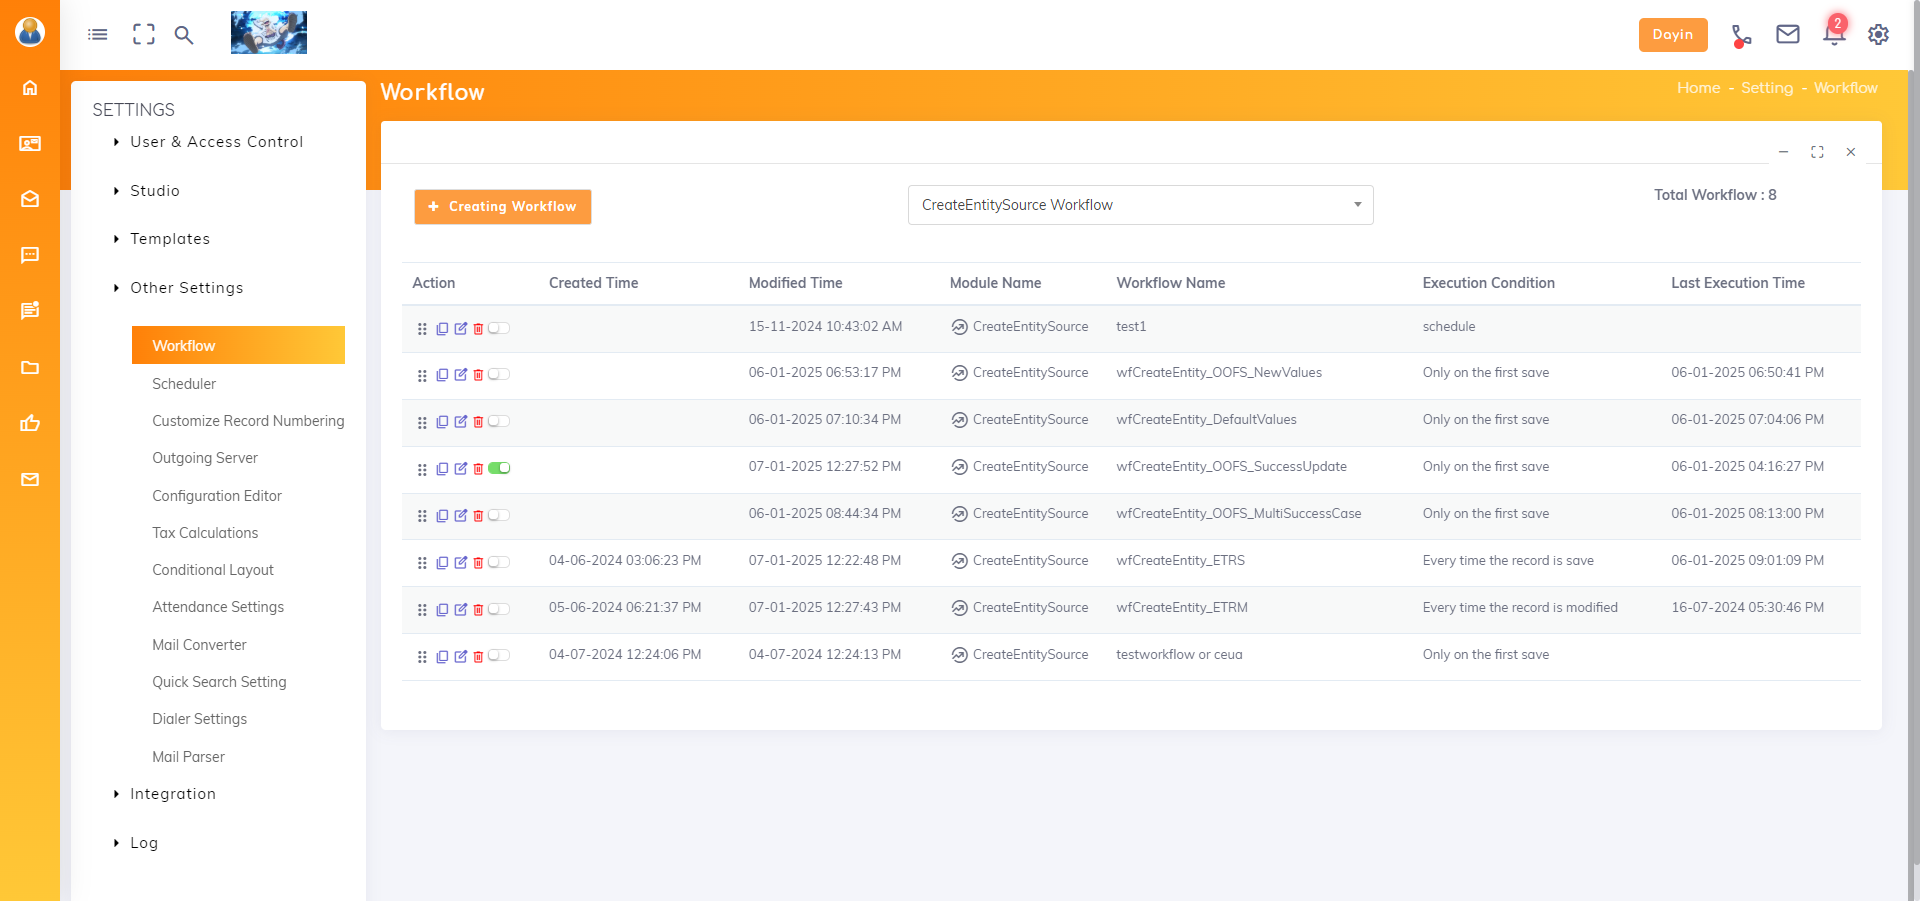 Dayin
2
SETTINGS
User & Access Control
Studio
Templates
Other Settings
Workflow
Scheduler
Customize Record Numbering
Outgoing Server
Configuration Editor
Tax Calculations
Conditional Layout
Attendance Settings
Mail Converter
Quick Search Setting
Dialer Settings
Mail Parser
Integration
Log
Workflow
Home - Setting - Workflow
+ Creating Workflow
CreateEntitySource Workflow
Total Workflow : 8
Action Created Time Modified Time Module Name Workflow Name Execution Condition Last Execution Time
15-11-2024 10:43:02 AM CreateEntitySource test1 schedule
06-01-2025 06:53:17 PM CreateEntitySource wfCreateEntity_OOFS_NewValues Only on the first save 06-01-2025 06:50:41 PM
06-01-2025 07:10:34 PM CreateEntitySource wfCreateEntity_DefaultValues Only on the first save 06-01-2025 07:04:06 PM
07-01-2025 12:27:52 PM CreateEntitySource wfCreateEntity_OOFS_SuccessUpdate Only on the first save 06-01-2025 04:16:27 PM
06-01-2025 08:44:34 PM CreateEntitySource wfCreateEntity_OOFS_MultiSuccessCase Only on the first save 06-01-2025 08:13:00 PM
04-06-2024 03:06:23 PM 07-01-2025 12:22:48 PM CreateEntitySource wfCreateEntity_ETRS Every time the record is save 06-01-2025 09:01:09 PM
05-06-2024 06:21:37 PM 07-01-2025 12:27:43 PM CreateEntitySource wfCreateEntity_ETRM Every time the record is modified 16-07-2024 05:30:46 PM
04-07-2024 12:24:06 PM 04-07-2024 12:24:13 PM CreateEntitySource testworkflow or ceua Only on the first save